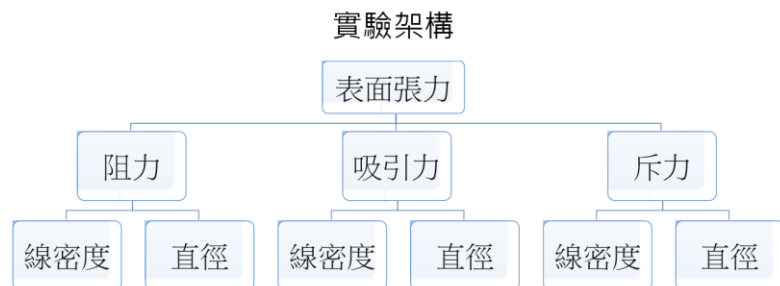 實驗架構
表面張力
阻力 吸引力 斥力
線密度 直徑 線密度 直徑 線密度 直徑